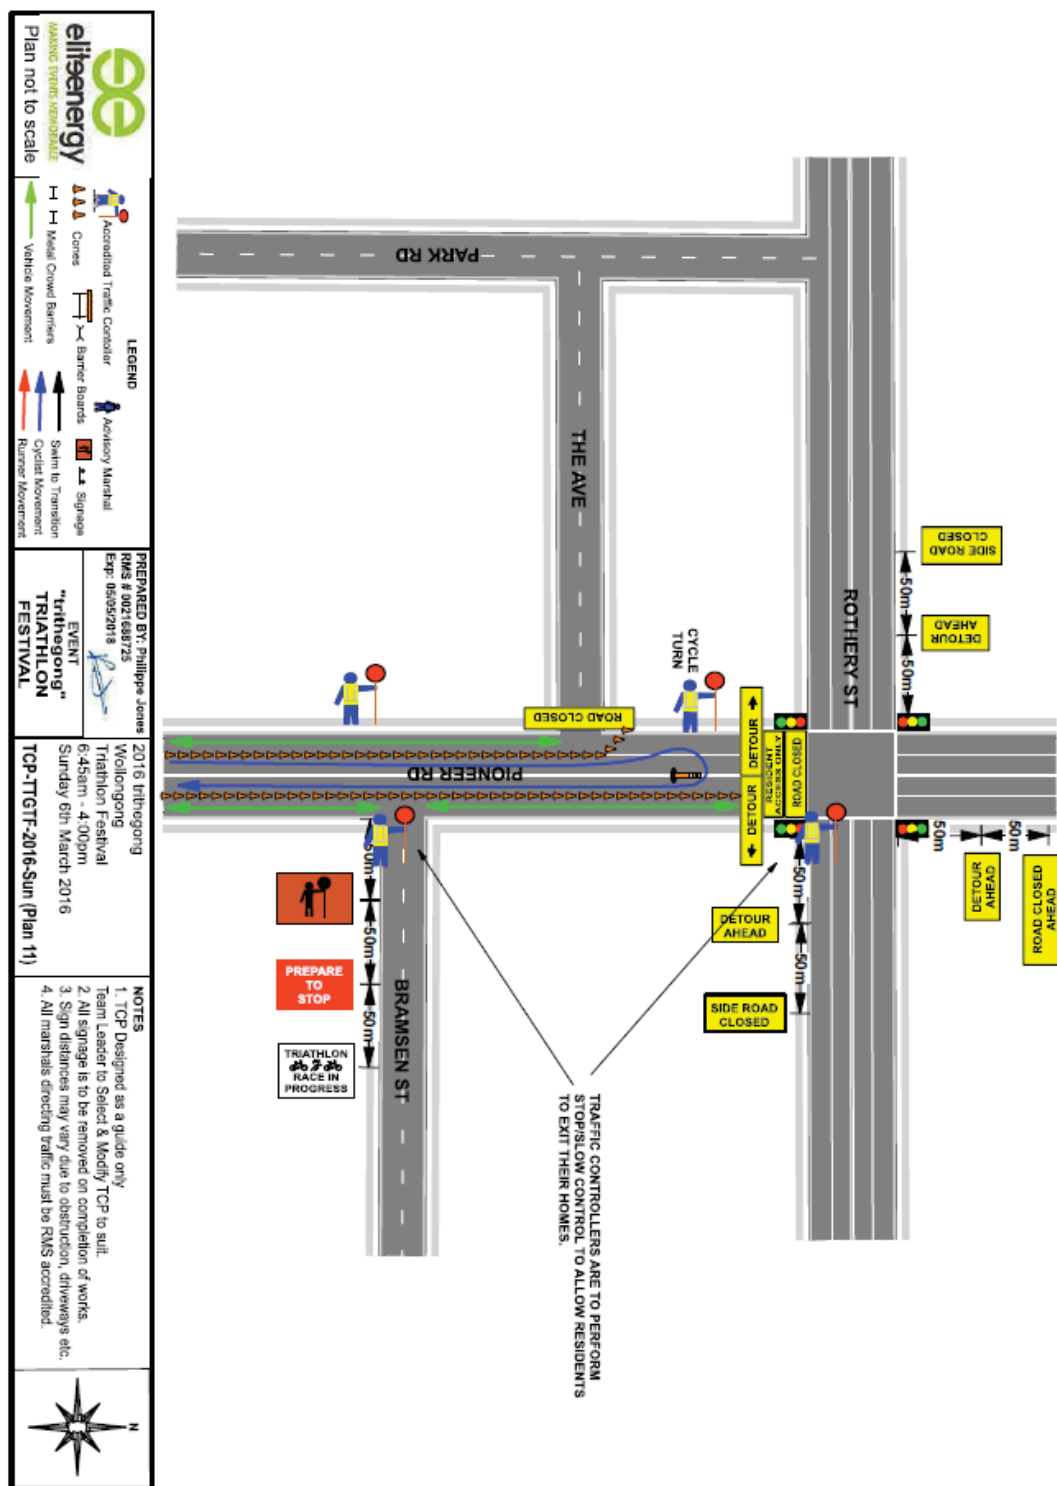 eliteenergy
MAKING EVENTS MEMORABLE
Plan not to scale
LEGEND
Accredited Traffic Contoller
Advisory Marshal
Cones
Barrier Boards
Signage
Metal Crowd Barriers
Swim to Transition
Vehicle Movement
Cyclist Movement
Runner Movement
PREPARED BY: Philippe Jones
RMS # 0021688725
Exp: 05/05/2018
EVENT
"trithegong"
TRIATHLON
FESTIVAL
2016 trithegong
Wollongong
Triathlon Festival
6:45am - 4:00pm
Sunday 6th March 2016
TCP-TTGTF-2016-Sun (Plan 11)
NOTES
1. TCP Designed as a guide only
Team Leader to Select & Modify TCP to suit.
2. All signage is to be removed on completion of works.
3. Sign distances may vary due to obstruction, driveways etc.
4. All marshals directing traffic must be RMS accredited.
N
PARK RD
THE AVE
ROTHERY ST
PIONEER RD
BRAMSEN ST
SIDE ROAD
CLOSED
50m
DETOUR
AHEAD
50m
CYCLE
TURN
ROAD CLOSED
DETOUR
DETOUR
ROAD CLOSED
RESIDENT
ACCESS ONLY
50m
DETOUR
AHEAD
50m
ROAD CLOSED
AHEAD
50m
DETOUR
AHEAD
50m
SIDE ROAD
CLOSED
50m
50m
PREPARE
TO
STOP
50m
TRIATHLON
RACE IN
PROGRESS
TRAFFIC CONTROLLERS ARE TO PERFORM
STOP/SLOW CONTROL TO ALLOW RESIDENTS
TO EXIT THEIR HOMES.